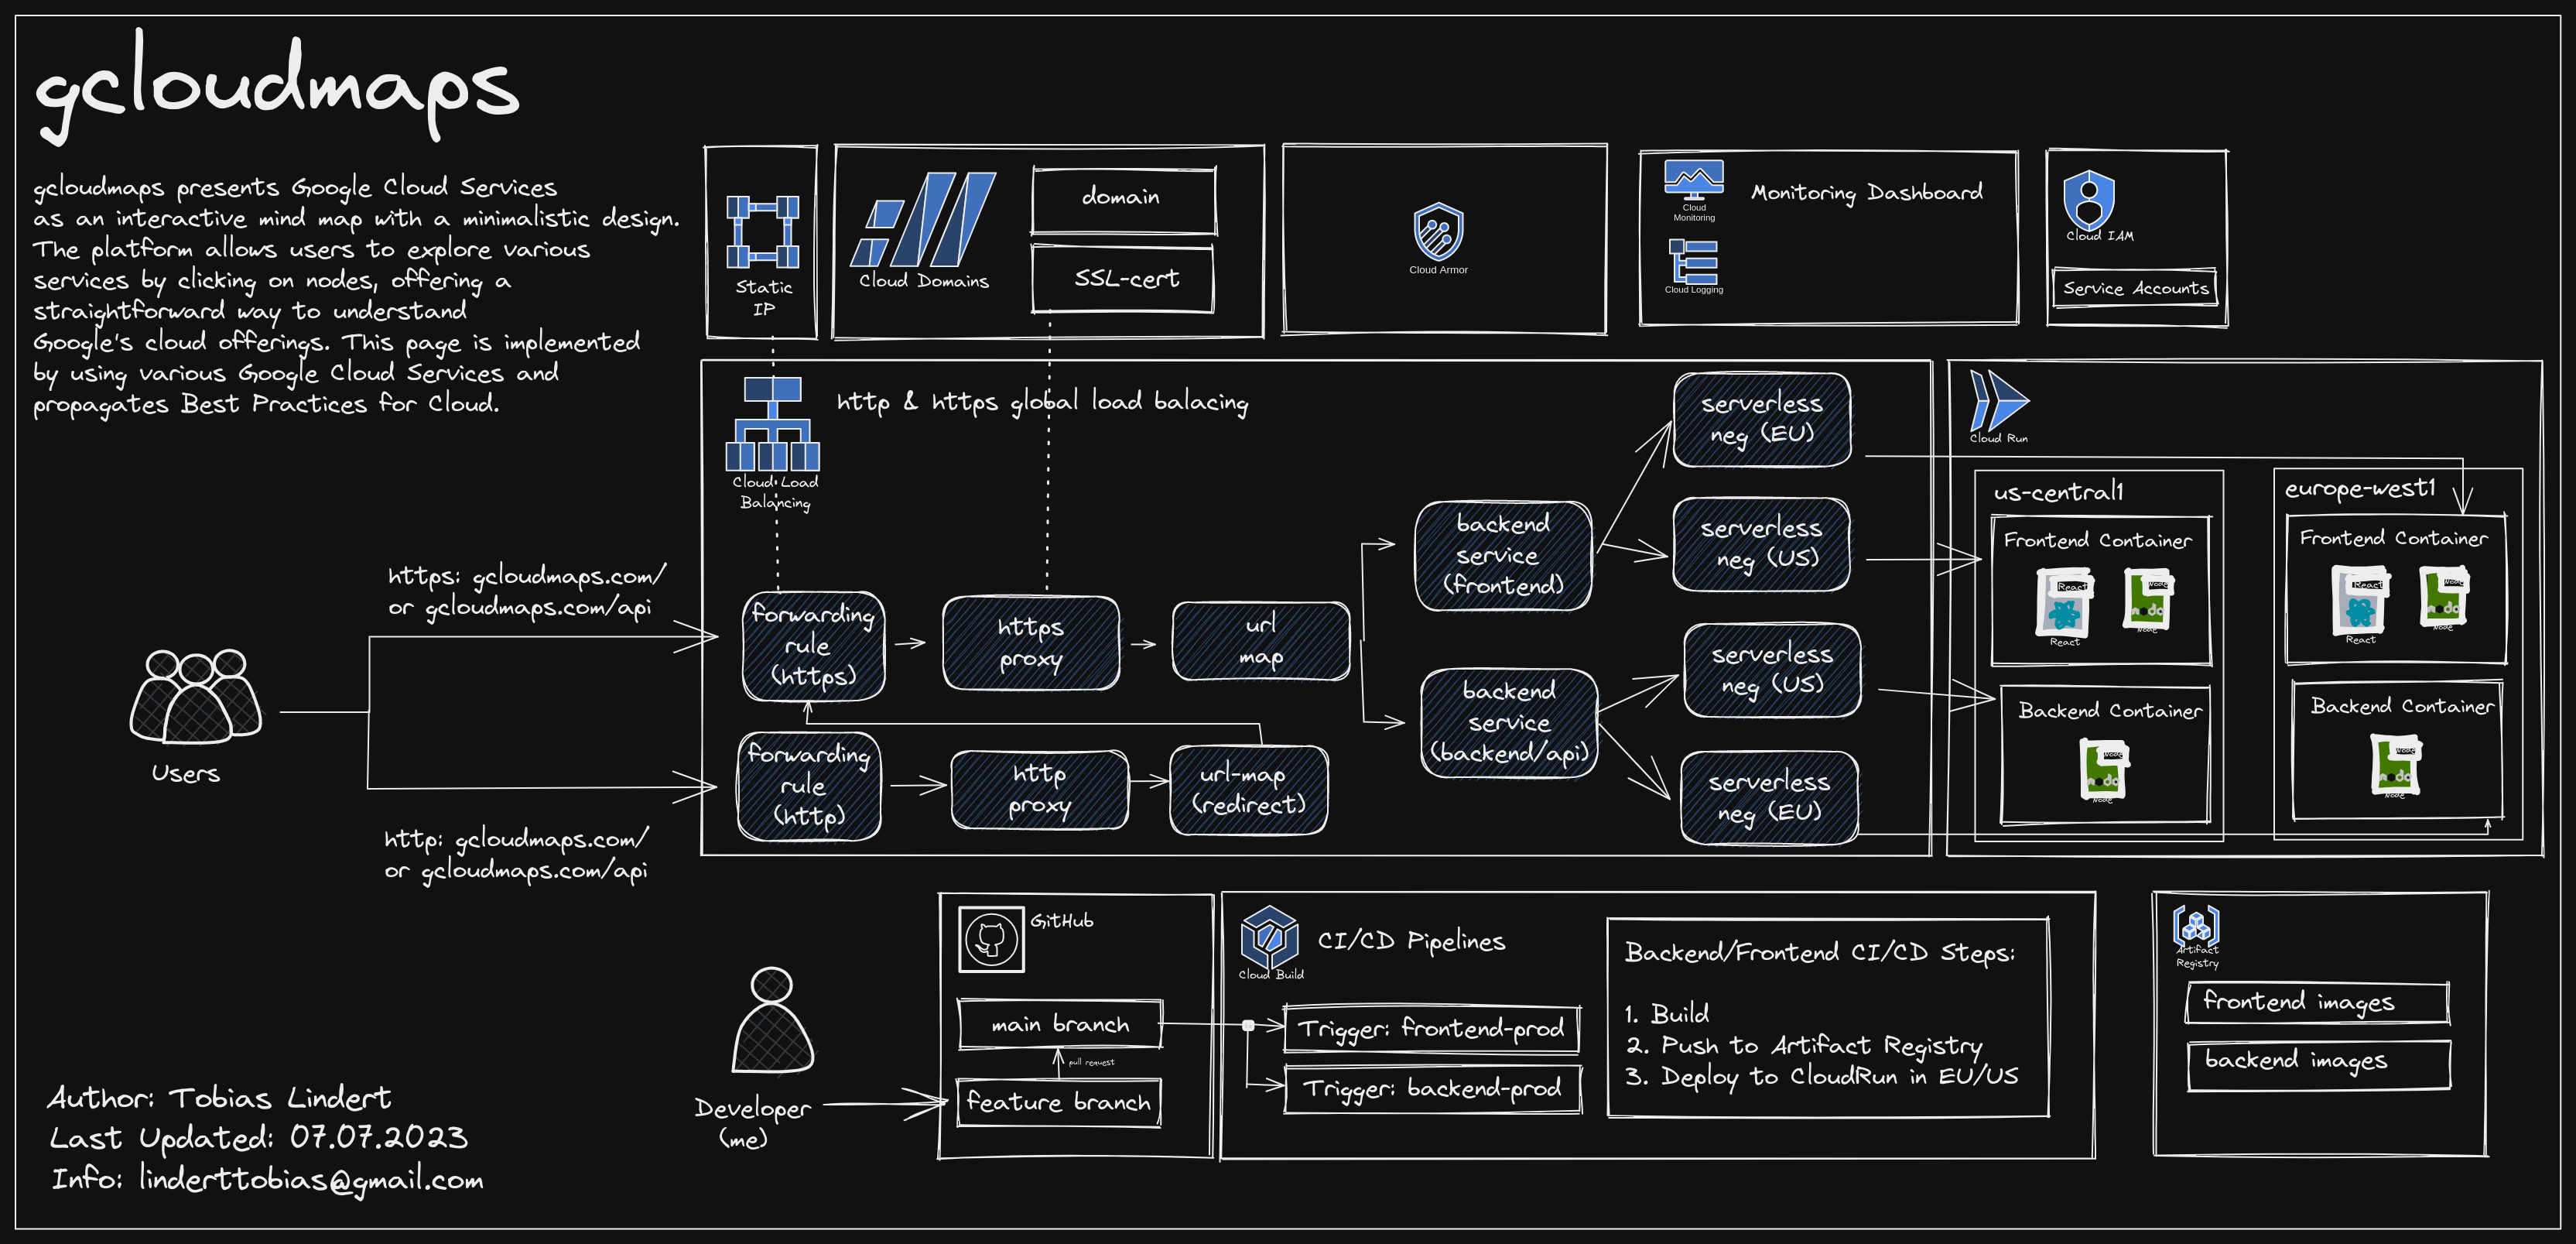 gcloudmaps
gcloudmaps presents Google Cloud Services
as an interactive mind map with a minimalistic design.
The platform allows users to explore various
services by clicking on nodes, offering a
straightforward way to understand
Google's cloud offerings. This page is implemented
by using various Google Cloud Services and
propagates Best Practices for Cloud.
Static
IP
Cloud Domains
domain
SSL-cert
Cloud Armor
Cloud
Monitoring
Monitoring Dashboard
Cloud Logging
Cloud IAM
Service Accounts
Cloud Load
Balancing
http & https global load balacing
https: gcloudmaps.com/
or gcloudmaps.com/api
Users
http: gcloudmaps.com/
or gcloudmaps.com/api
forwarding
rule
(https)
https
proxy
url
map
forwarding
rule
(http)
http
proxy
url-map
(redirect)
backend
service
(frontend)
backend
service
(backend/api)
serverless
neg (EU)
serverless
neg (US)
serverless
neg (US)
serverless
neg (EU)
Cloud Run
us-central1
Frontend Container
React
React
Node
node
Node
Backend Container
Node
node
Node
europe-west1
Frontend Container
React
React
Node
node
Node
Backend Container
Node
node
Node
Developer
(me)
GitHub
main branch
pull request
feature branch
Cloud Build
CI/CD Pipelines
Trigger: frontend-prod
Trigger: backend-prod
Backend/Frontend CI/CD Steps:
1. Build
2. Push to Artifact Registry
3. Deploy to CloudRun in EU/US
Artifact
Registry
frontend images
backend images
Author: Tobias Lindert
Last Updated: 07.07.2023
Info: linderttobias@gmail.com